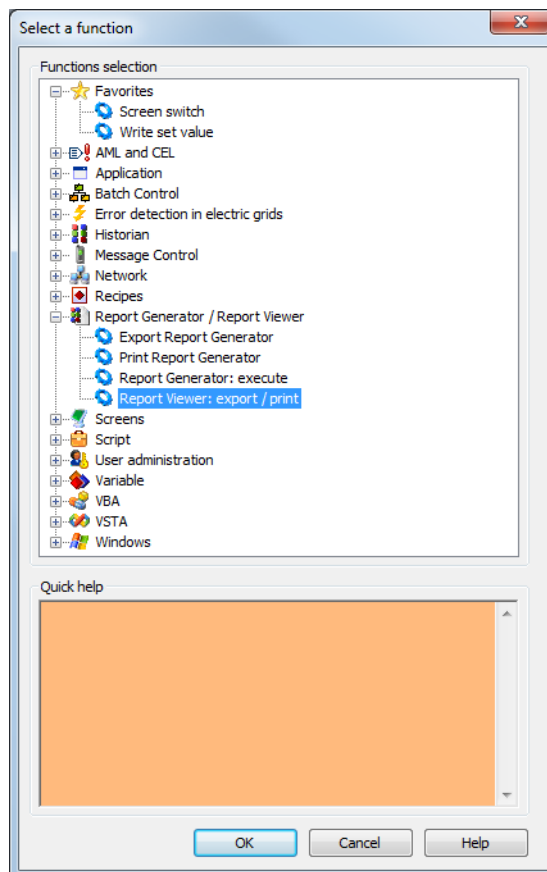 Select a function
Functions selection
Favorites
Screen switch
Write set value
AML and CEL
Application
Batch Control
Error detection in electric grids
Historian
Message Control
Network
Recipes
Report Generator / Report Viewer
Export Report Generator
Print Report Generator
Report Generator: execute
Report Viewer: export / print
Screens
Script
User administration
Variable
VBA
VSTA
Windows
Quick help
OK Cancel Help